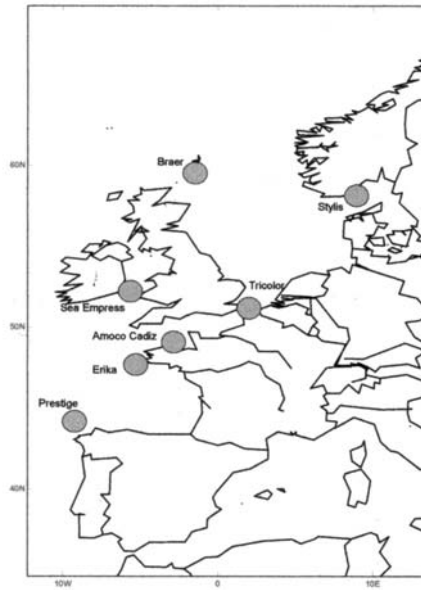 60N
Braer
Stylis
Sea Empress
Tricolor
50N
Amoco Cadiz
Erika
Prestige
40N
10W
0
10E